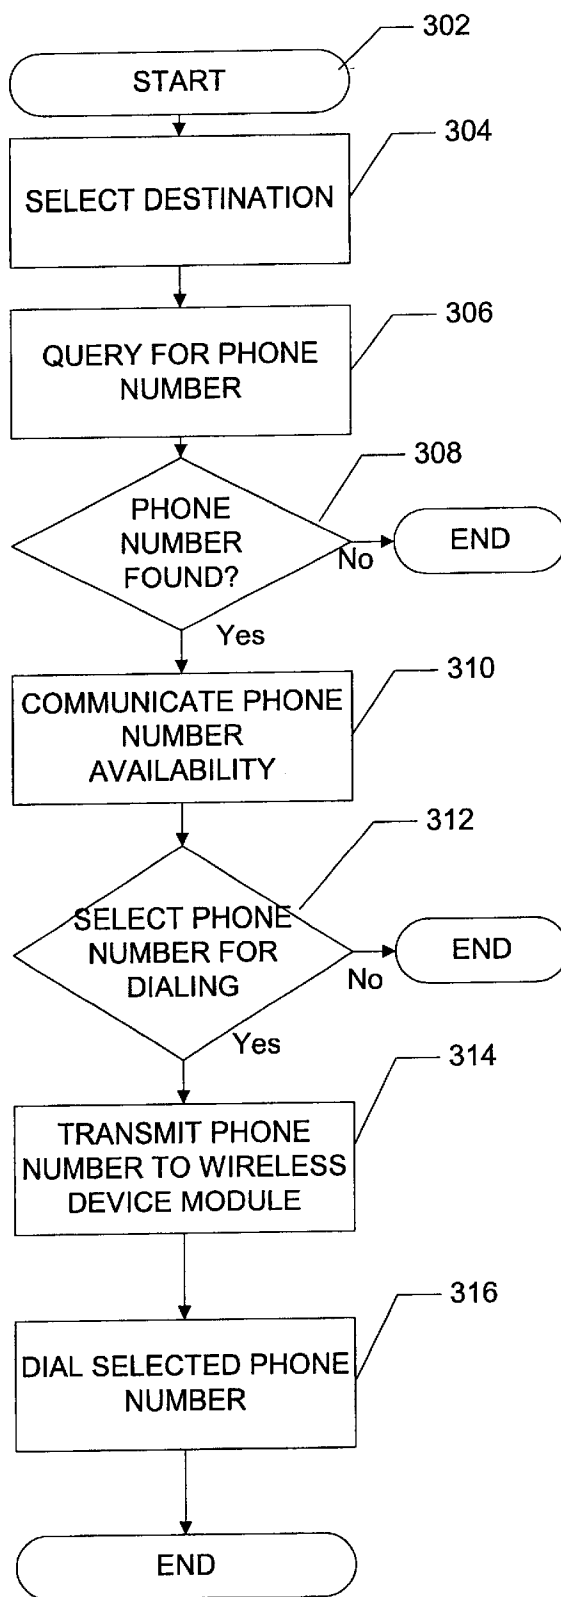 302
START
304
SELECT DESTINATION
306
QUERY FOR PHONE
NUMBER
308
PHONE
NUMBER
FOUND?
No
END
Yes
310
COMMUNICATE PHONE
NUMBER
AVAILABILITY
312
SELECT PHONE
NUMBER FOR
DIALING
No
END
Yes
314
TRANSMIT PHONE
NUMBER TO WIRELESS
DEVICE MODULE
316
DIAL SELECTED PHONE
NUMBER
END